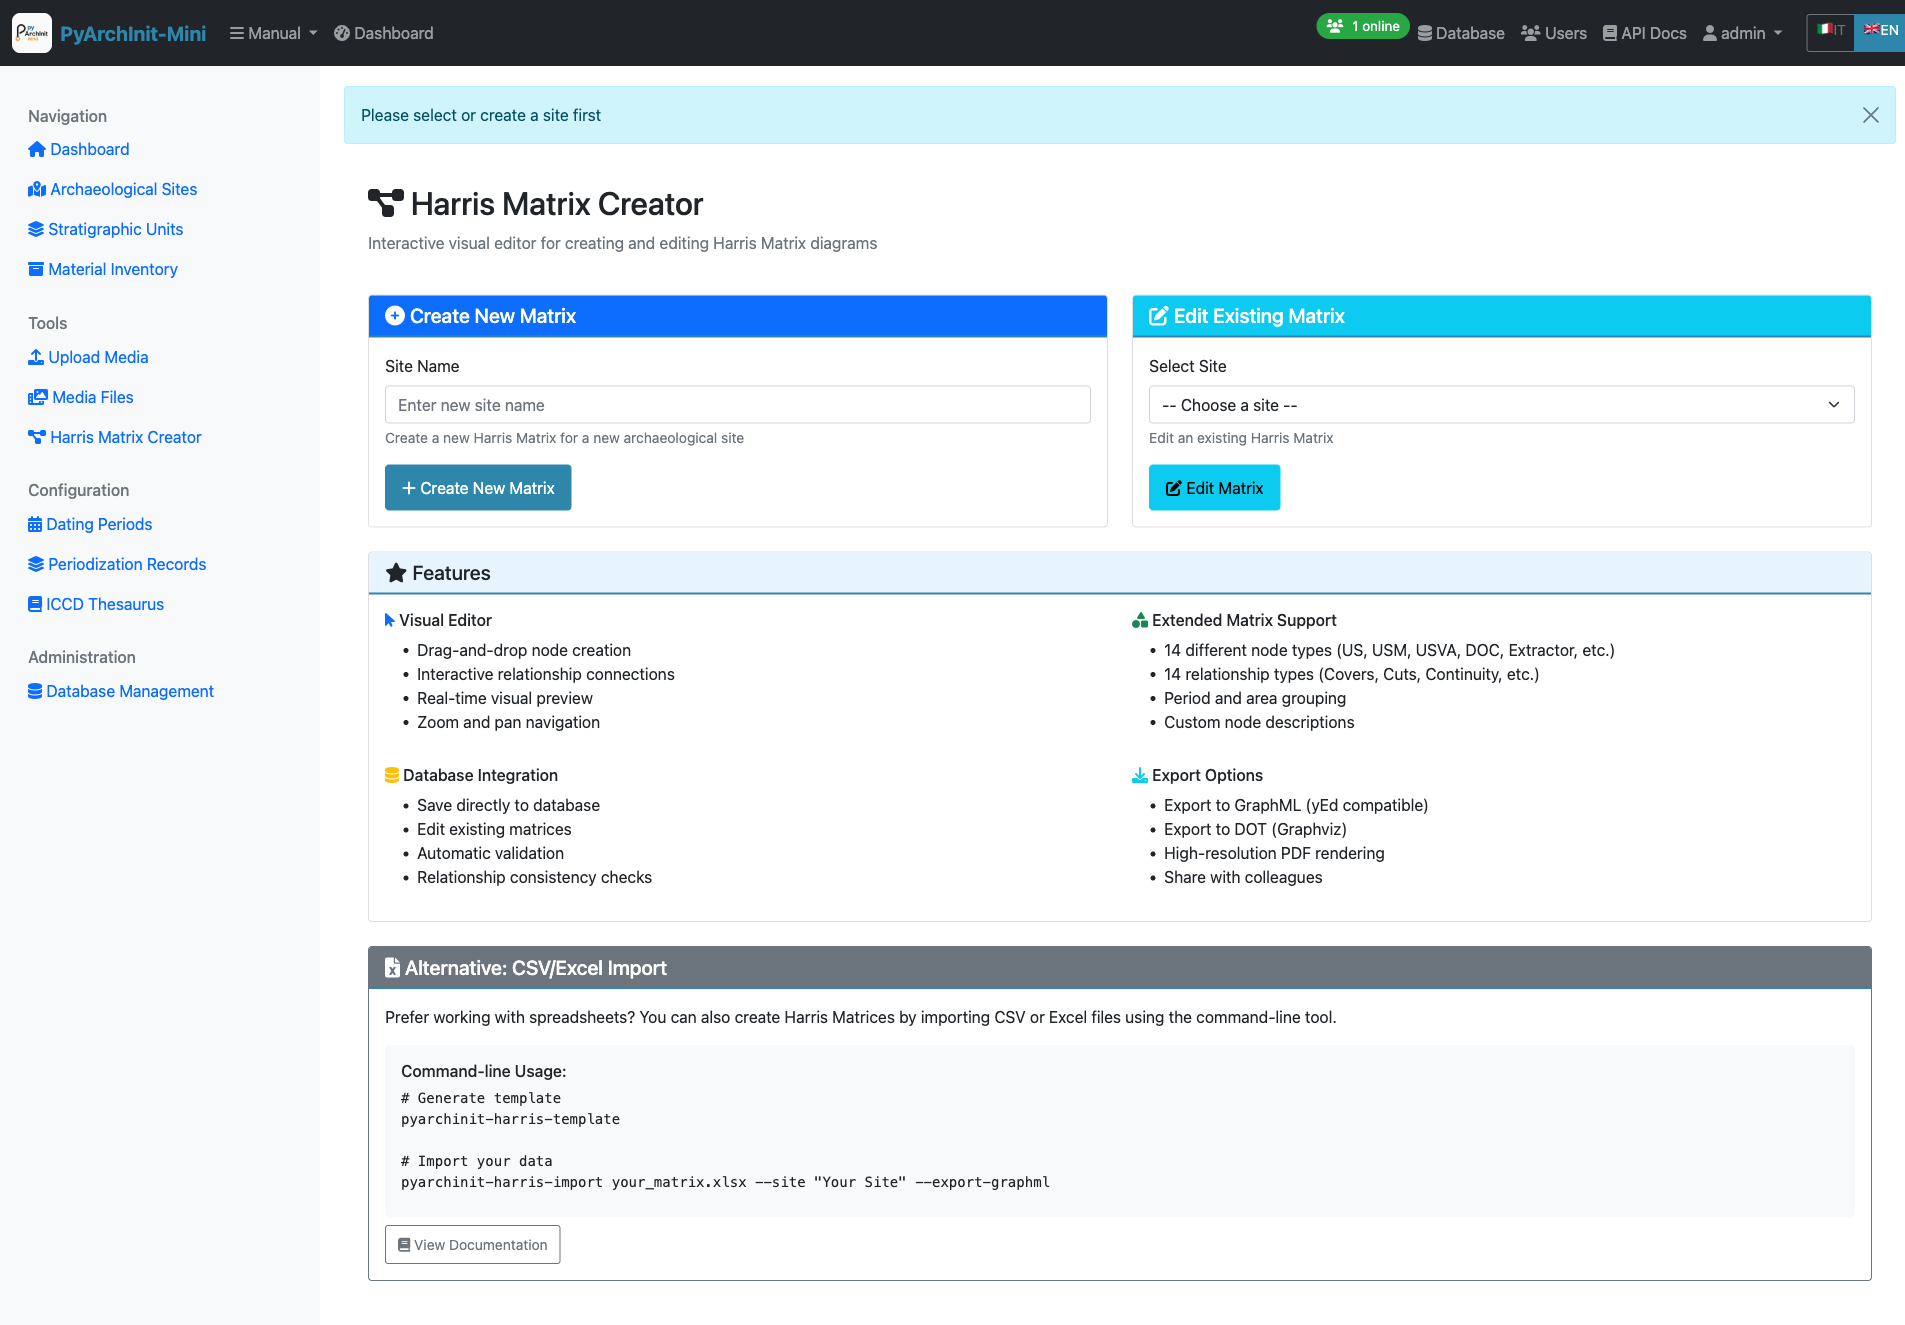 PyArchInit-Mini
Manual
Dashboard
1 online
Database
Users
API Docs
admin
IT
EN
Navigation
Dashboard
Archaeological Sites
Stratigraphic Units
Material Inventory
Tools
Upload Media
Media Files
Harris Matrix Creator
Configuration
Dating Periods
Periodization Records
ICCD Thesaurus
Administration
Database Management
Please select or create a site first
Harris Matrix Creator
Interactive visual editor for creating and editing Harris Matrix diagrams
Create New Matrix
Site Name
Enter new site name
Create a new Harris Matrix for a new archaeological site
Create New Matrix
Edit Existing Matrix
Select Site
-- Choose a site --
Edit an existing Harris Matrix
Edit Matrix
Features
Visual Editor
• Drag-and-drop node creation
• Interactive relationship connections
• Real-time visual preview
• Zoom and pan navigation
Extended Matrix Support
• 14 different node types (US, USM, USVA, DOC, Extractor, etc.)
• 14 relationship types (Covers, Cuts, Continuity, etc.)
• Period and area grouping
• Custom node descriptions
Database Integration
• Save directly to database
• Edit existing matrices
• Automatic validation
• Relationship consistency checks
Export Options
• Export to GraphML (yEd compatible)
• Export to DOT (Graphviz)
• High-resolution PDF rendering
• Share with colleagues
Alternative: CSV/Excel Import
Prefer working with spreadsheets? You can also create Harris Matrices by importing CSV or Excel files using the command-line tool.
Command-line Usage:
# Generate template
pyarchinit-harris-template
# Import your data
pyarchinit-harris-import your_matrix.xlsx --site "Your Site" --export-graphml
View Documentation